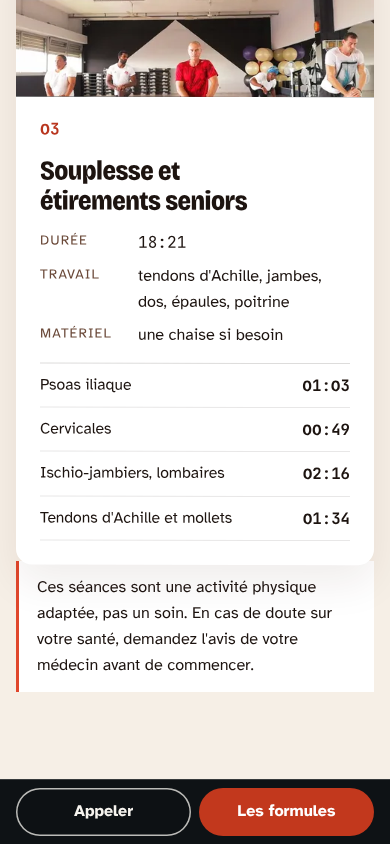 03
Souplesse et
étirements seniors
DURÉE 18:21
TRAVAIL tendons d'Achille, jambes,
dos, épaules, poitrine
MATÉRIEL une chaise si besoin
Psoas iliaque 01:03
Cervicales 00:49
Ischio-jambiers, lombaires 02:16
Tendons d'Achille et mollets 01:34
Ces séances sont une activité physique
adaptée, pas un soin. En cas de doute sur
votre santé, demandez l'avis de votre
médecin avant de commencer.
Appeler Les formules